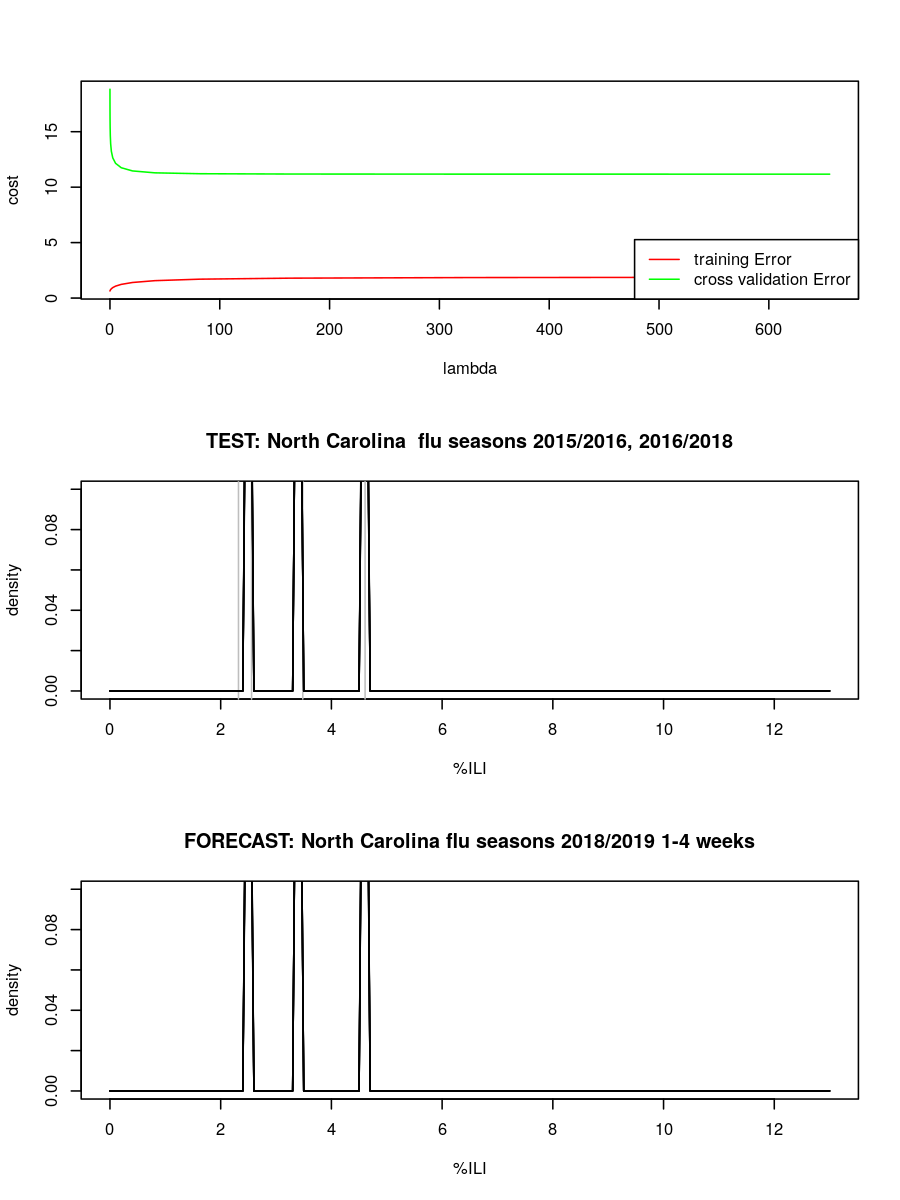 15
10
5
0
cost
training Error
cross validation Error
0 100 200 300 400 500 600
lambda
TEST: North Carolina  flu seasons 2015/2016, 2016/2018
0.08
0.04
0.00
density
0 2 4 6 8 10 12
%ILI
FORECAST: North Carolina flu seasons 2018/2019 1-4 weeks
0.08
0.04
0.00
density
0 2 4 6 8 10 12
%ILI